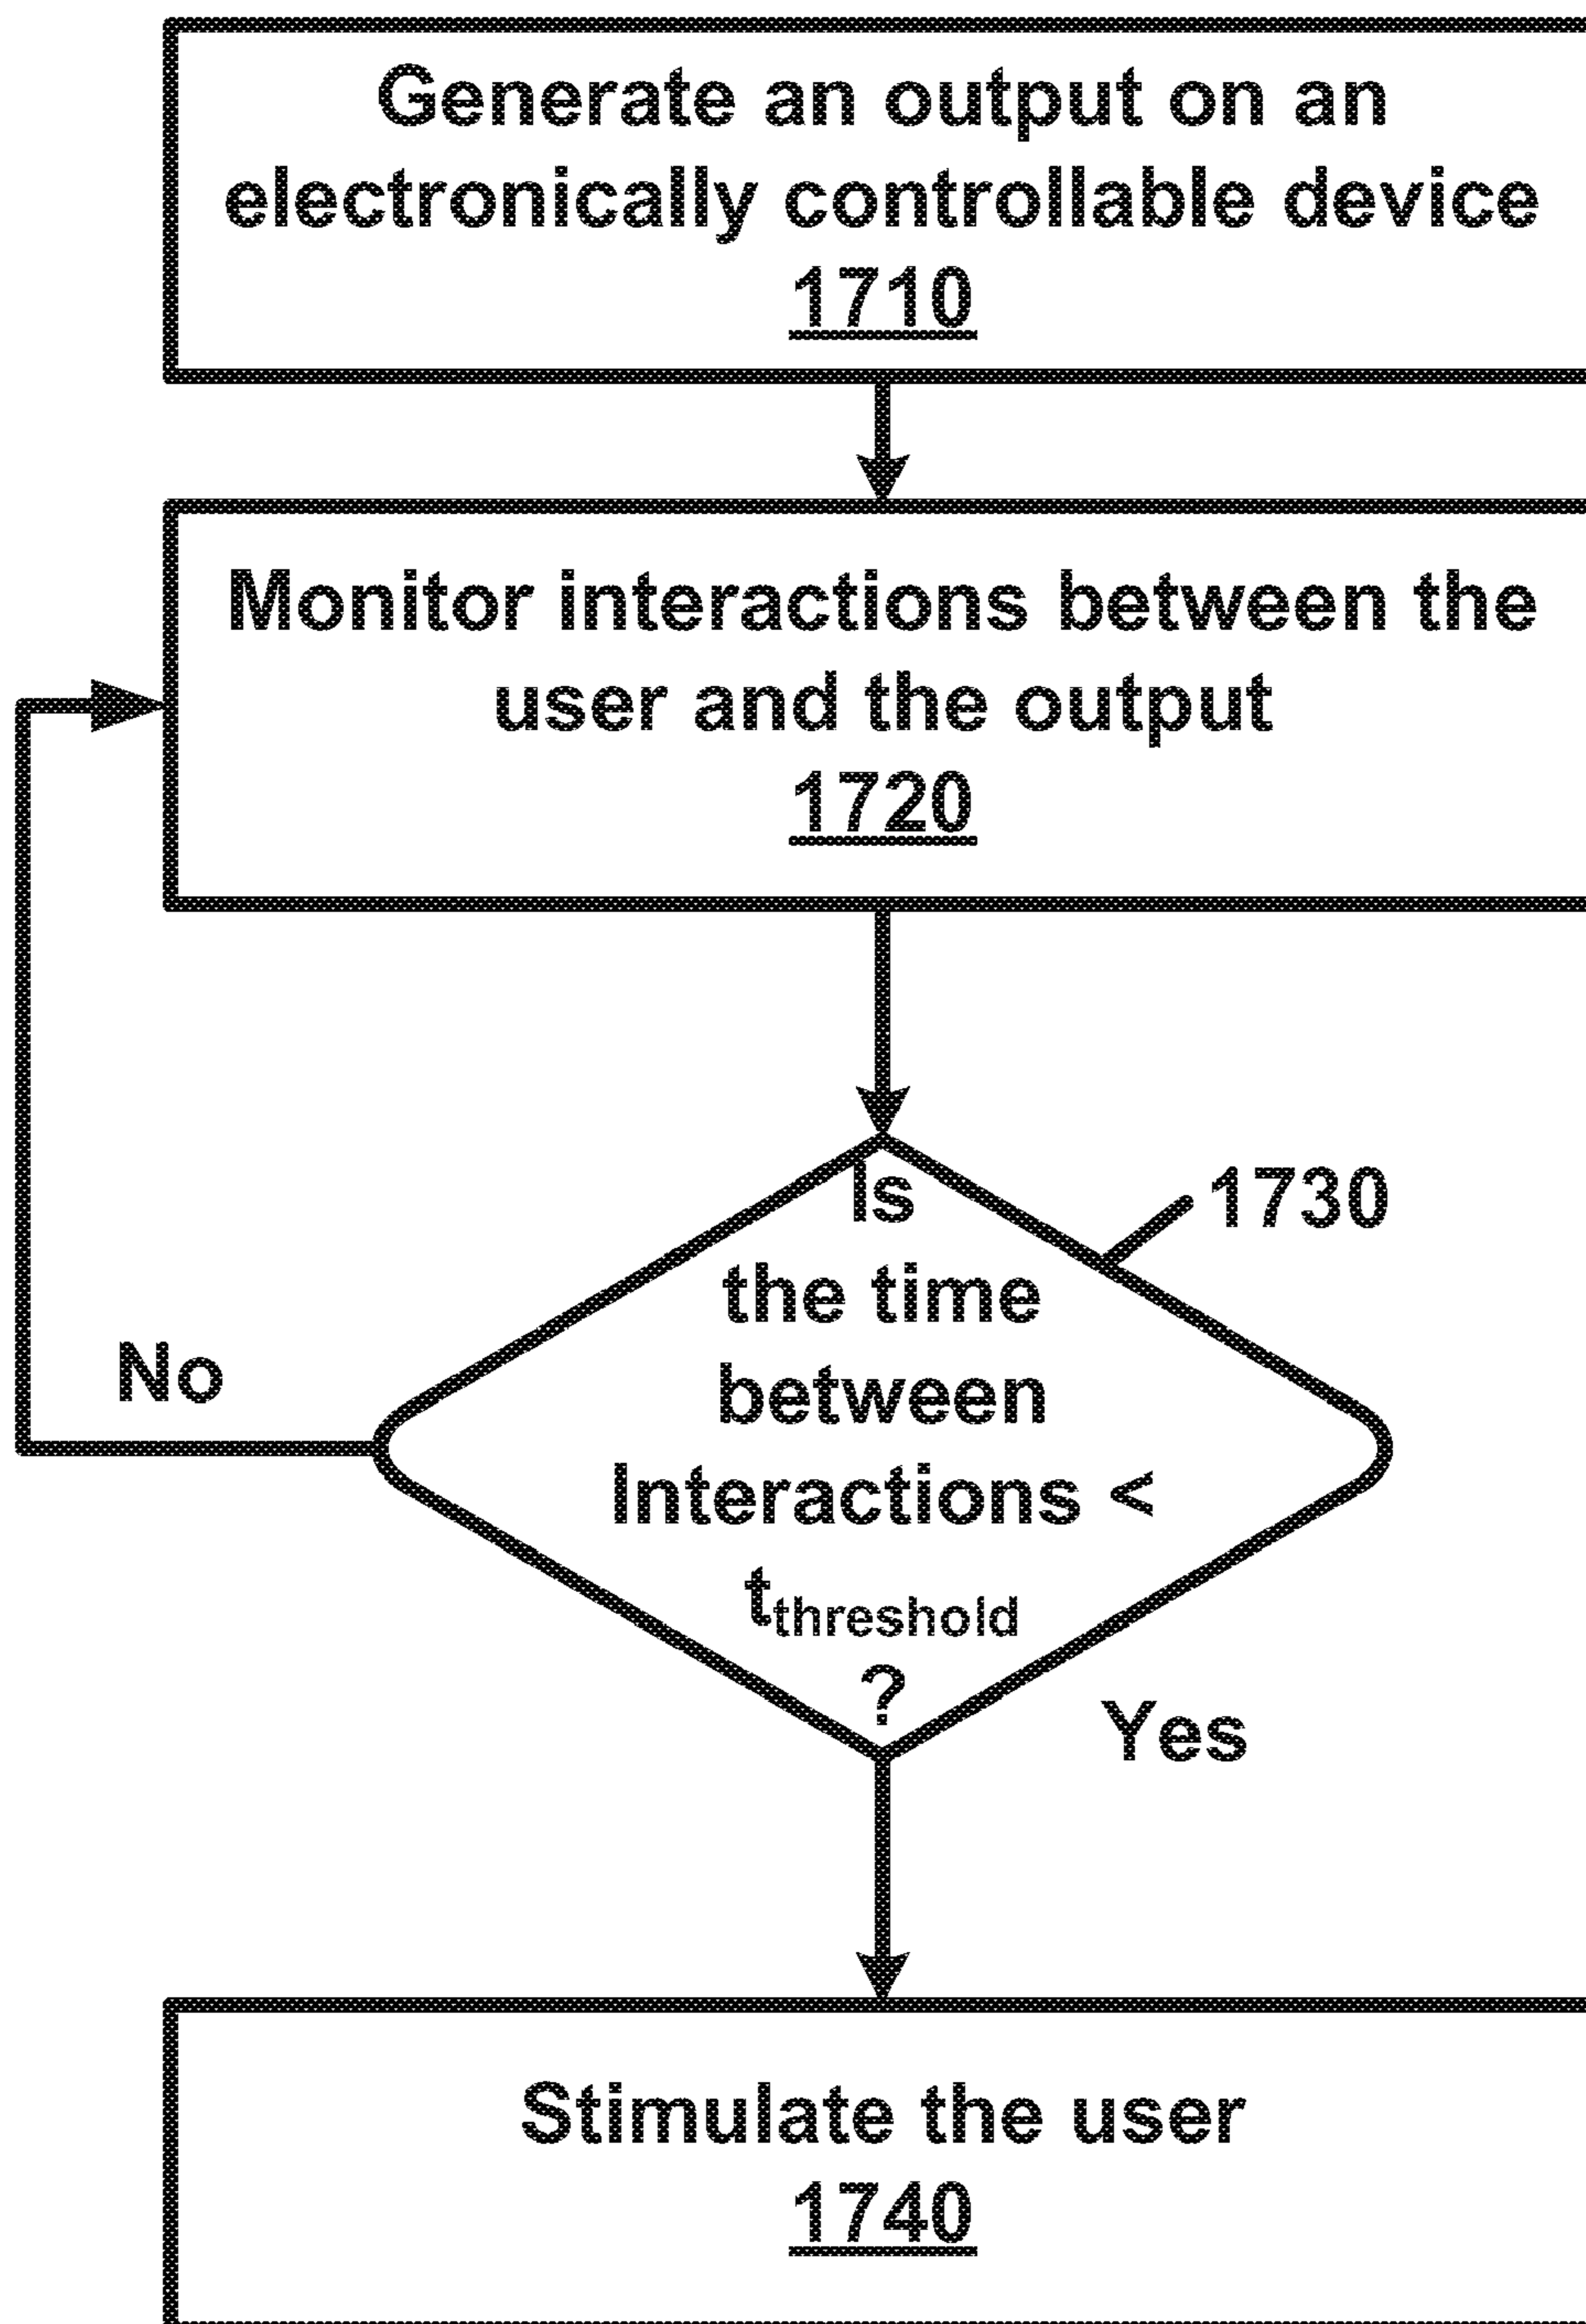 Generate an output on an
electronically controllable device
1710
Monitor interactions between the
user and the output
1720
Is
the time
between
Interactions <
tthreshold
?
1730
No
Yes
Stimulate the user
1740